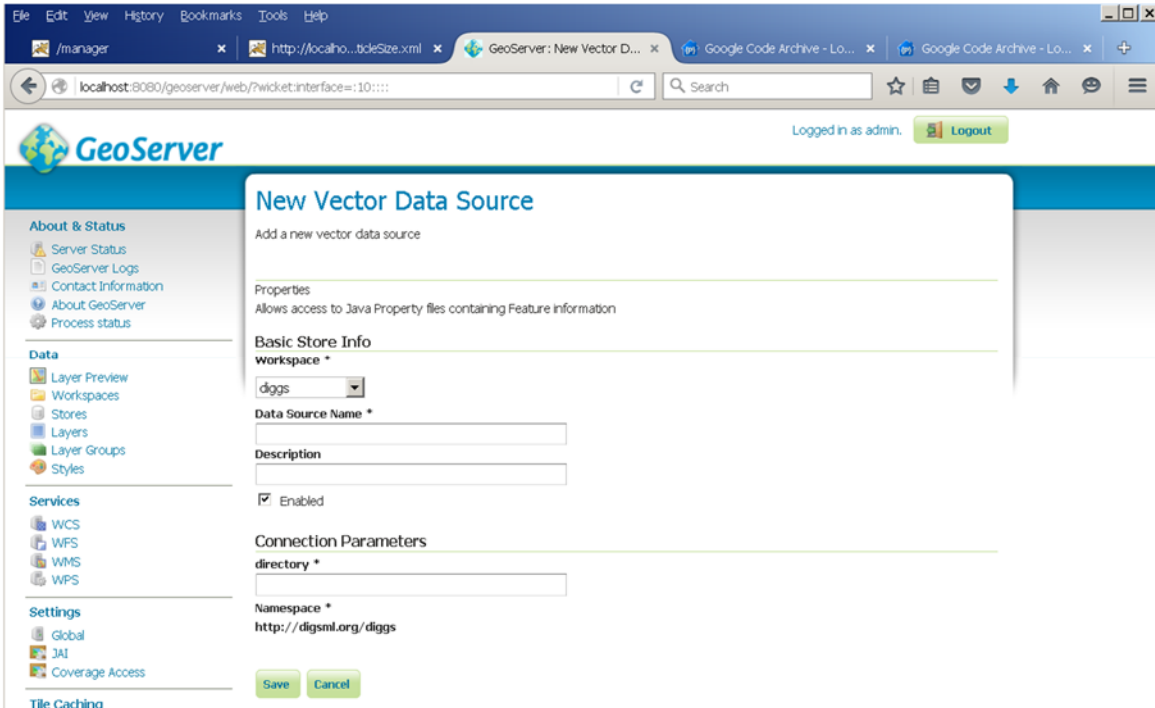 File Edit View History Bookmarks Tools Help
/manager × http://localho...ticleSize.xml × GeoServer: New Vector D... × Google Code Archive - Lo... × Google Code Archive - Lo... ×
localhost:8080/geoserver/web/?wicket:interface=:10:::: Search
GeoServer
Logged in as admin. Logout
About & Status
Server Status
GeoServer Logs
Contact Information
About GeoServer
Process status
Data
Layer Preview
Workspaces
Stores
Layers
Layer Groups
Styles
Services
WCS
WFS
WMS
WPS
Settings
Global
JAI
Coverage Access
Tile Caching
New Vector Data Source
Add a new vector data source
Properties
Allows access to Java Property files containing Feature information
Basic Store Info
Workspace *
diggs
Data Source Name *
Description
Enabled
Connection Parameters
directory *
Namespace *
http://digsml.org/diggs
Save Cancel